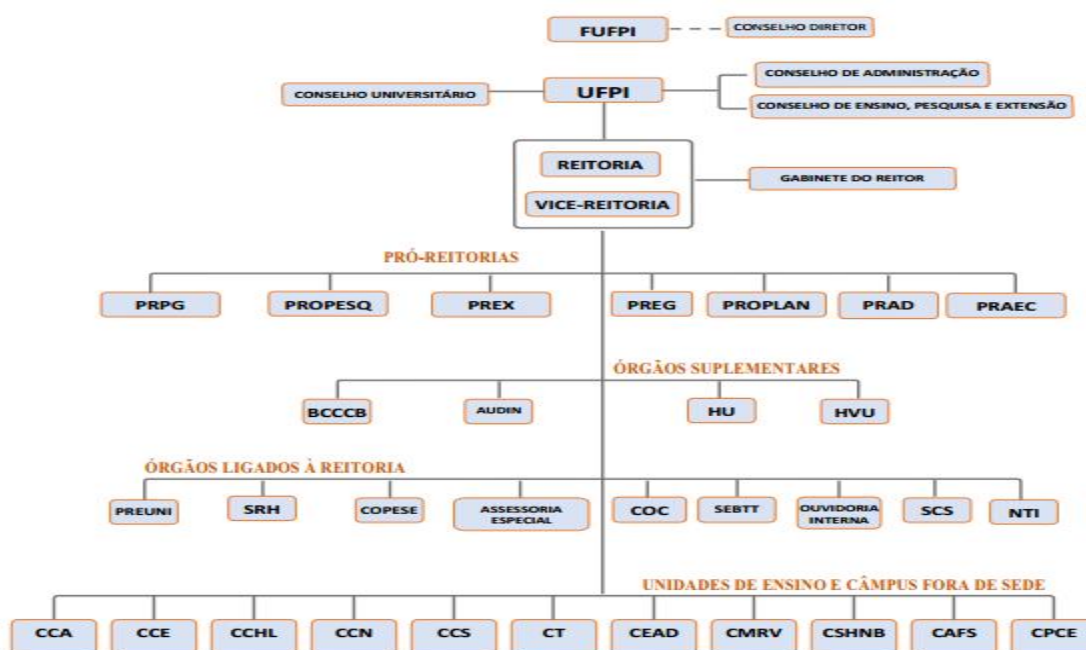 FUFPI
CONSELHO DIRETOR
CONSELHO UNIVERSITÁRIO
UFPI
CONSELHO DE ADMINISTRAÇÃO
CONSELHO DE ENSINO, PESQUISA E EXTENSÃO
REITORIA
VICE-REITORIA
GABINETE DO REITOR
PRÓ-REITORIAS
PRPG
PROPESQ
PREX
PREG
PROPLAN
PRAD
PRAEC
ÓRGÃOS SUPLEMENTARES
BCCCB
AUDIN
HU
HVU
ÓRGÃOS LIGADOS À REITORIA
PREUNI
SRH
COPESE
ASSESSORIA
ESPECIAL
COC
SEBTT
OUVIDORIA
INTERNA
SCS
NTI
UNIDADES DE ENSINO E CÂMPUS FORA DE SEDE
CCA
CCE
CCHL
CCN
CCS
CT
CEAD
CMRV
CSHNB
CAFS
CPCE